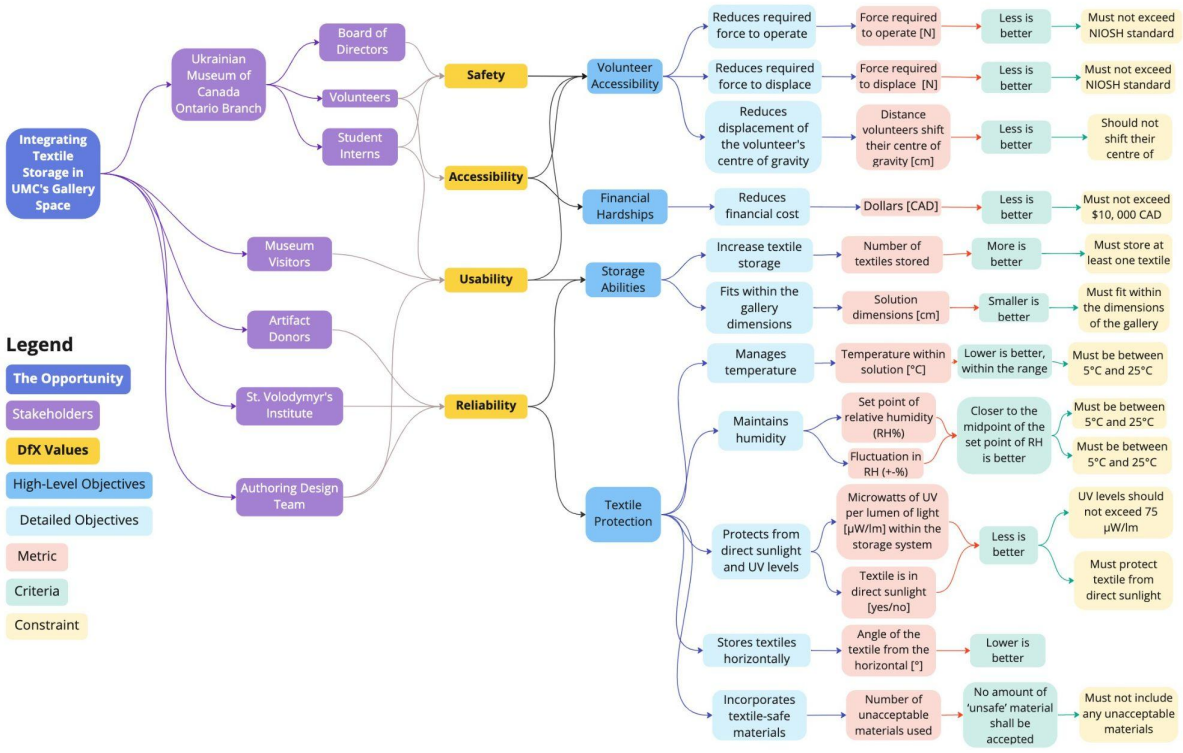 Integrating
Textile
Storage in
UMC's Gallery
Space
Ukrainian
Museum of
Canada
Ontario Branch
Board of
Directors
Volunteers
Student
Interns
Museum
Visitors
Artifact
Donors
St. Volodymyr's
Institute
Authoring Design
Team
Safety
Accessibility
Usability
Reliability
Volunteer
Accessibility
Financial
Hardships
Storage
Abilities
Textile
Protection
Reduces required
force to operate
Force required
to operate [N]
Less is
better
Must not exceed
NIOSH standard
Reduces required
force to displace
Force required
to displace [N]
Less is
better
Must not exceed
NIOSH standard
Reduces
displacement of
the volunteer's
centre of gravity
Distance
volunteers shift
their centre of
gravity [cm]
Less is
better
Should not
shift their
centre of
Reduces
financial cost
Dollars [CAD]
Less is
better
Must not exceed
$10, 000 CAD
Increase textile
storage
Number of
textiles stored
More is
better
Must store at
least one textile
Fits within the
gallery
dimensions
Solution
dimensions [cm]
Smaller is
better
Must fit within
the dimensions
of the gallery
Manages
temperature
Temperature within
solution [°C]
Lower is better,
within the range
Must be between
5°C and 25°C
Maintains
humidity
Set point of
relative humidity
(RH%)
Fluctuation in
RH (+-%)
Closer to the
midpoint of the
set point of RH
is better
Must be between
5°C and 25°C
Must be between
5°C and 25°C
Protects from
direct sunlight
and UV levels
Microwatts of UV
per lumen of light
[µW/lm] within the
storage system
Textile is in
direct sunlight
[yes/no]
Less is
better
UV levels should
not exceed 75
µW/lm
Must protect
textile from
direct sunlight
Stores textiles
horizontally
Angle of the
textile from the
horizontal [°]
Lower is
better
Incorporates
textile-safe
materials
Number of
unacceptable
materials used
No amount of
‘unsafe’ material
shall be
accepted
Must not include
any unacceptable
materials
Legend
The Opportunity
Stakeholders
DfX Values
High-Level Objectives
Detailed Objectives
Metric
Criteria
Constraint